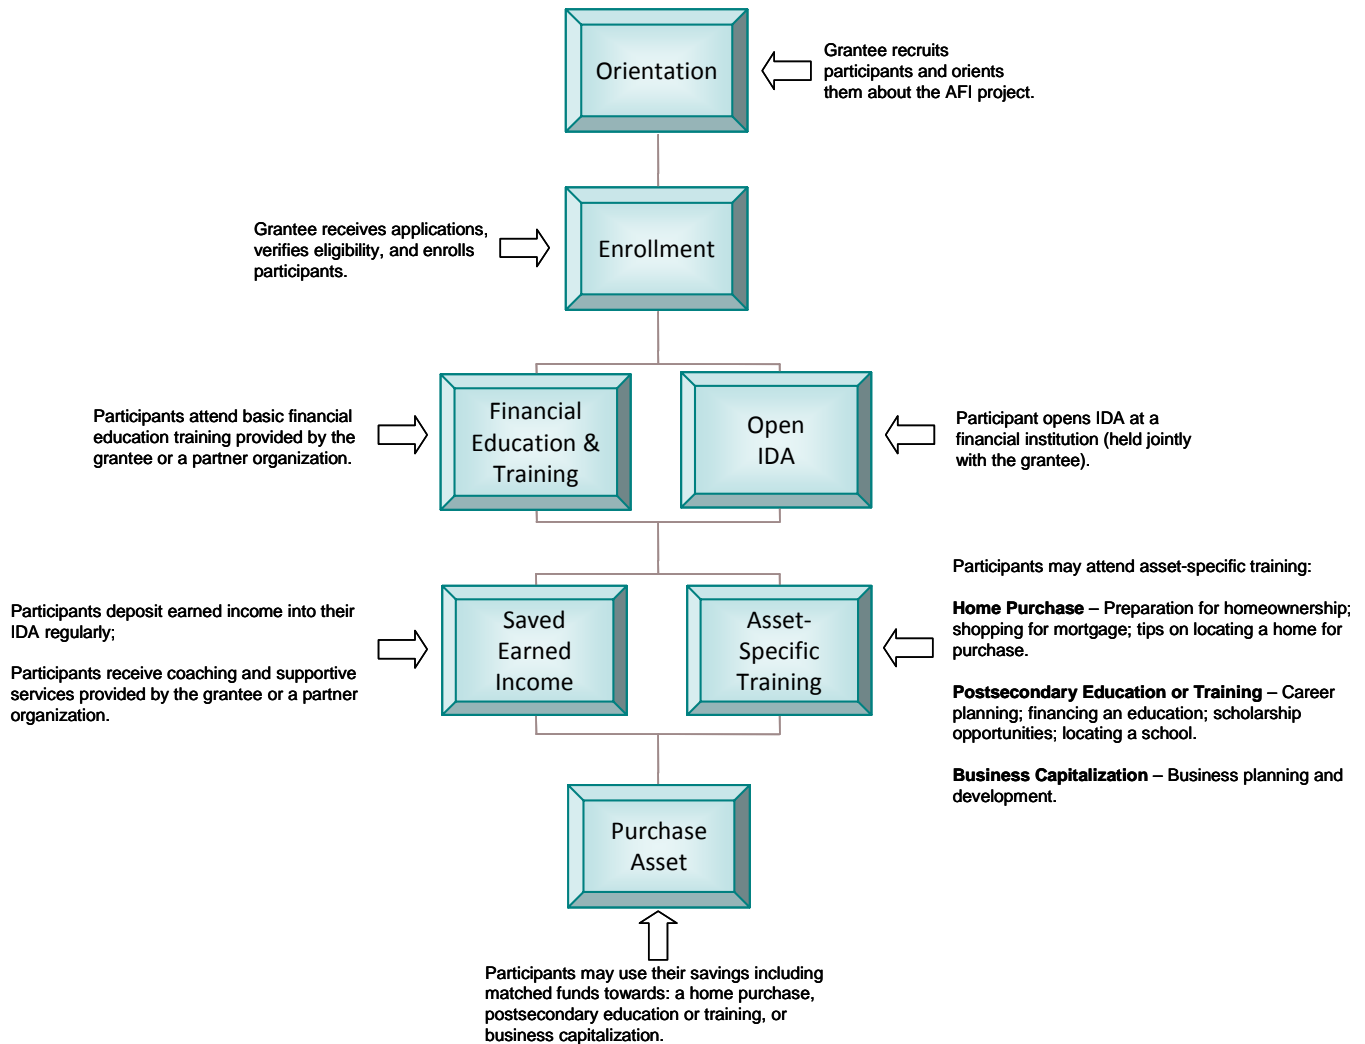 Orientation
Grantee recruits
participants and orients
them about the AFI project.
Grantee receives applications,
verifies eligibility, and enrolls
participants.
Enrollment
Participants attend basic financial
education training provided by the
grantee or a partner organization.
Financial
Education &
Training
Open
IDA
Participant opens IDA at a
financial institution (held jointly
with the grantee).
Participants deposit earned income into their
IDA regularly;
Participants receive coaching and supportive
services provided by the grantee or a partner
organization.
Saved
Earned
Income
Asset-
Specific
Training
Participants may attend asset-specific training:
Home Purchase – Preparation for homeownership;
shopping for mortgage; tips on locating a home for
purchase.
Postsecondary Education or Training – Career
planning; financing an education; scholarship
opportunities; locating a school.
Business Capitalization – Business planning and
development.
Purchase
Asset
Participants may use their savings including
matched funds towards: a home purchase,
postsecondary education or training, or
business capitalization.